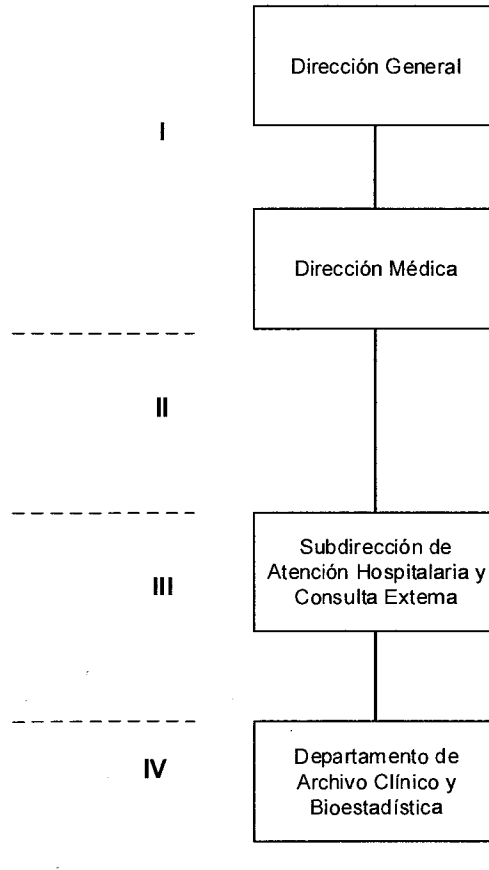 Dirección General
I
Dirección Médica
II
Subdirección de
Atención Hospitalaria y
Consulta Externa
III
Departamento de
Archivo Clínico y
Bioestadística
IV